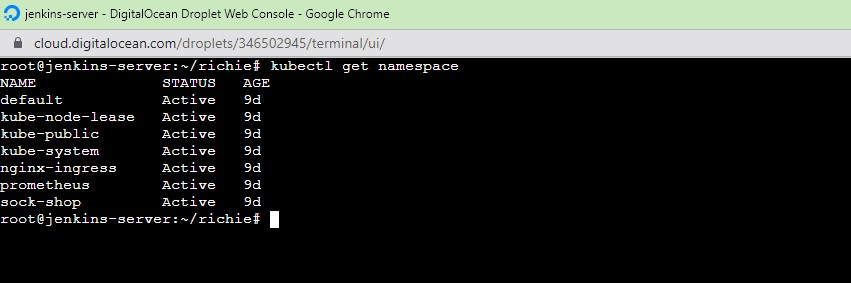 jenkins-server - DigitalOcean Droplet Web Console - Google Chrome
cloud.digitalocean.com/droplets/346502945/terminal/ui/
root@jenkins-server:~/richie# kubectl get namespace
NAME              STATUS   AGE
default           Active   9d
kube-node-lease   Active   9d
kube-public       Active   9d
kube-system       Active   9d
nginx-ingress     Active   9d
prometheus        Active   9d
sock-shop         Active   9d
root@jenkins-server:~/richie#